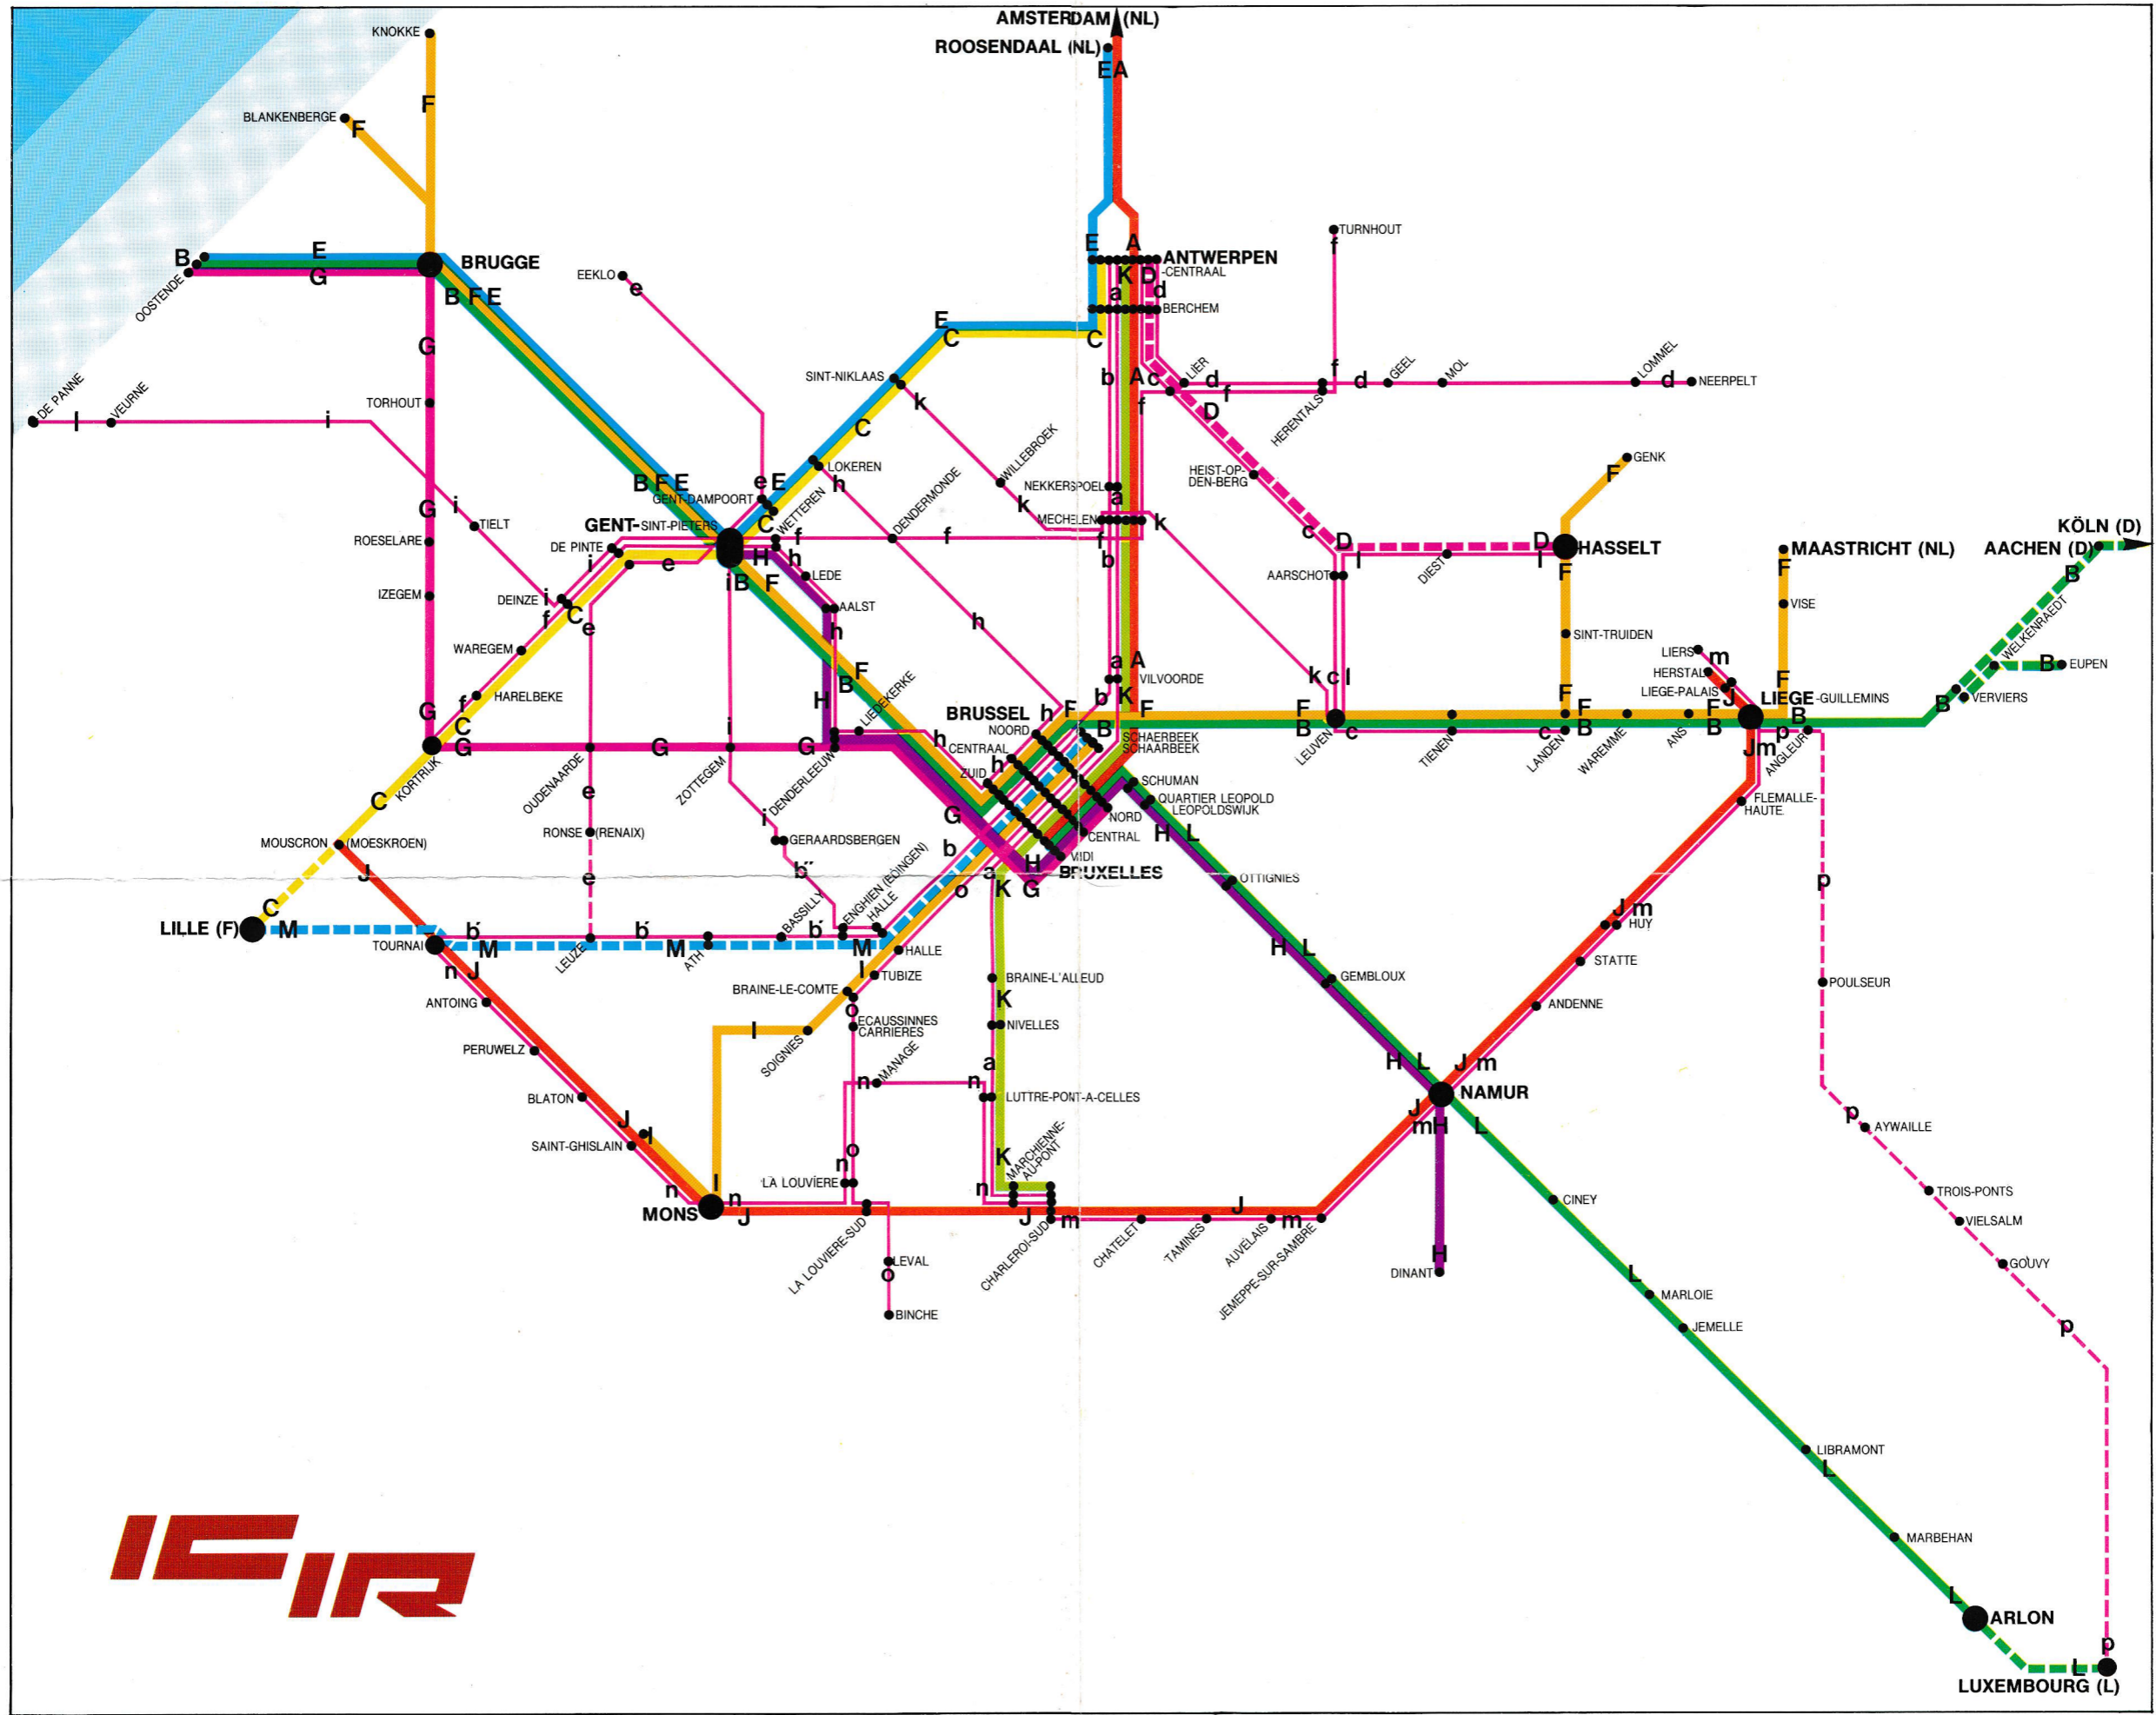 AMSTERDAM (NL)
ROOSENDAAL (NL)
E A
KNOKKE
F
BLANKENBERGE
F
B E
G
OOSTENDE
BRUGGE
B F E
E A
ANTWERPEN
-CENTRAAL
K D
a d
BERCHEM
TURNHOUT
f
EEKLO
e
E
C
C
G
SINT-NIKLAAS
k
b A c
LIER
d
f
f
f
d
GEEL
MOL
LOMMEL
d
NEERPELT
HERENTALS
D
DE PANNE
I
VEURNE
i
TORHOUT
C
LOKEREN
h
WILLEBROEK
DENDERMONDE
HEIST-OP-
DEN-BERG
GENK
F
B F E
e E
GENT-DAMPOORT
C
WETTEREN
NEKKERSPOEL
a
k
MECHELEN
k
G
i
TIELT
GENT-SINT-PIETERS
f
f
f
c
D
D
HASSELT
MAASTRICHT (NL)
KÖLN (D)
AACHEN (D)
ROESELARE
DE PINTE
i
e
H
h
LEDE
b
l
DIEST
l
F
F
B
AARSCHOT
IZEGEM
DEINZE
i
f
C
e
i B F
AALST
h
h
VISE
WELKENRAEDT
WAREGEM
SINT-TRUIDEN
LIERS
m
HERSTAL
LIEGE-PALAIS
J
B
EUPEN
VERVIERS
HARELBEKE
f
C
G
F
B
H
LIEDEKERKE
a A
VILVOORDE
b K
k c l
F
F
LIEGE-GUILLEMINS
B
B
G
KORTRIJK
G
i
G
BRUSSEL
h F
NOORD
B
F
F
B
F
B
F
B
CENTRAAL
h
ZUID
h
SCHAERBEEK
SCHAARBEEK
LEUVEN
c
TIENEN
c
LANDEN
WAREMME
ANS
J m
p
ANGLEUR
OUDENAARDE
ZOTTEGEM
DENDERLEEUW
SCHUMAN
QUARTIER LEOPOLD
LEOPOLDSWIJK
FLEMALLE-
HAUTE
C
e
i
G
NORD
CENTRAL
MIDI
BRUXELLES
H L
MOUSCRON (MOESKROEN)
J
RONSE (RENAIX)
GERAARDSBERGEN
b
H
G
e
b"
a
K
o
OTTIGNIES
p
C
LILLE (F)
M
TOURNAI
b'
M
b'
LEUZE
M
ATH
BASSILLY
b'
ENGHIEN (EDINGEN)
HALLE
M
HALLE
J m
HUY
H L
n J
ANTOING
TUBIZE
I
BRAINE-LE-COMTE
BRAINE-L'ALLEUD
K
GEMBLOUX
STATTE
POULSEUR
ANDENNE
PERUWELZ
I
SOIGNIES
o
ECAUSSINNES
CARRIERES
NIVELLES
MANAGE
n
n
a
H L
J m
BLATON
LUTTRE-PONT-A-CELLES
NAMUR
J
m H
L
p
AYWAILLE
J
I
SAINT-GHISLAIN
n
n
o
LA LOUVIERE
K
n
MARCHIENNE-
AU-PONT
I
n
MONS
J
LA LOUVIERE-SUD
J
CHARLEROI-SUD
m
CHATELET
TAMINES
J
AUVELAIS
m
JEMEPPE-SUR-SAMBRE
CINEY
TROIS-PONTS
VIELSALM
LEVAL
o
BINCHE
H
DINANT
L
MARLOIE
JEMELLE
GOUVY
p
LIBRAMONT
L
MARBEHAN
L
ARLON
p
L
LUXEMBOURG (L)
IC
IR